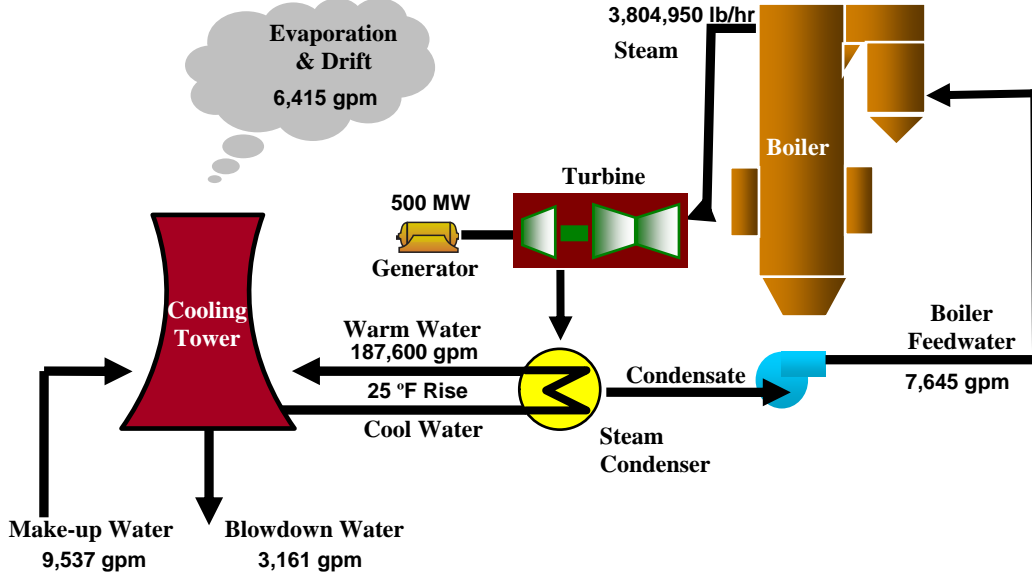 Evaporation
& Drift
6,415 gpm
3,804,950 lb/hr
Steam
Boiler
Turbine
500 MW
Generator
Cooling
Tower
Warm Water
187,600 gpm
25 ºF Rise
Cool Water
Condensate
Steam
Condenser
Boiler
Feedwater
7,645 gpm
Make-up Water
9,537 gpm
Blowdown Water
3,161 gpm